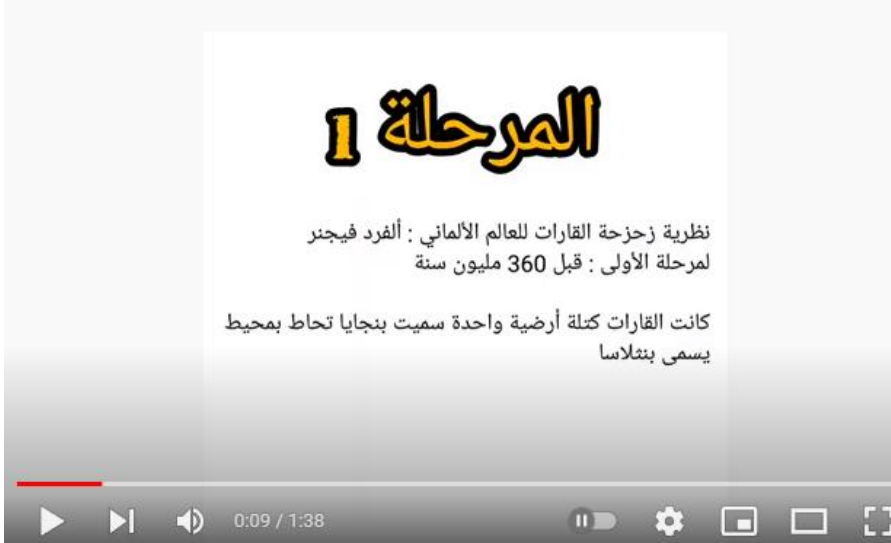 المرحلة 1
نظرية زحزحة القارات للعالم الألماني : ألفرد فيجنر
لمرحلة الأولى : قبل 360 مليون سنة
كانت القارات كتلة أرضية واحدة سميت بنجايا تحاط بمحيط
يسمى بنثلاسا
0:09 / 1:38